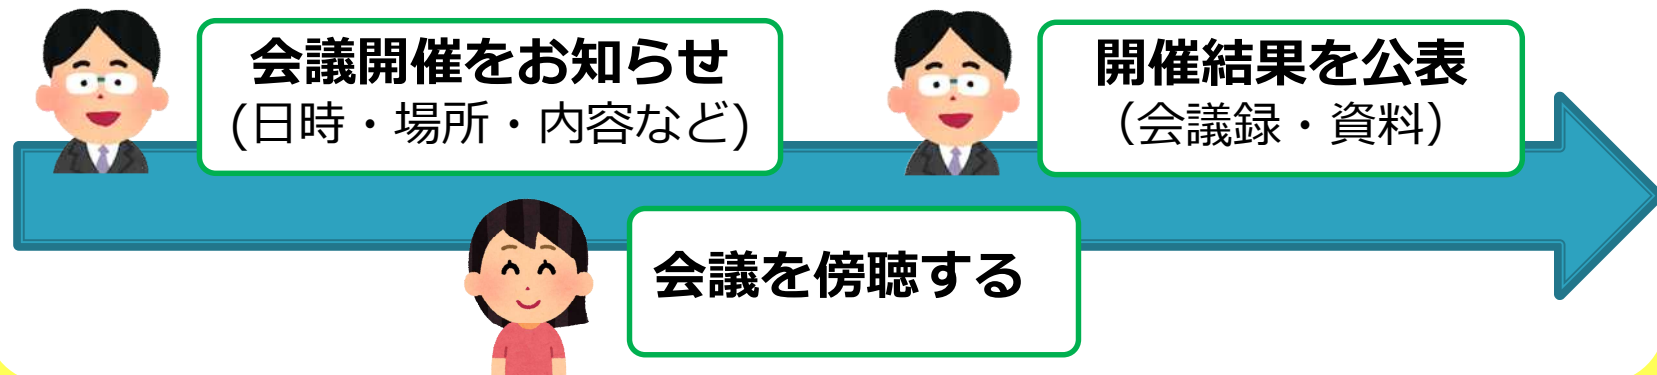 会議開催をお知らせ
(日時・場所・内容など)
会議を傍聴する
開催結果を公表
（会議録・資料）